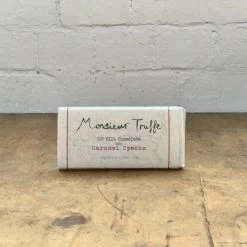 Monsieur Truffe
Milk Chocolate
Caramel Specks